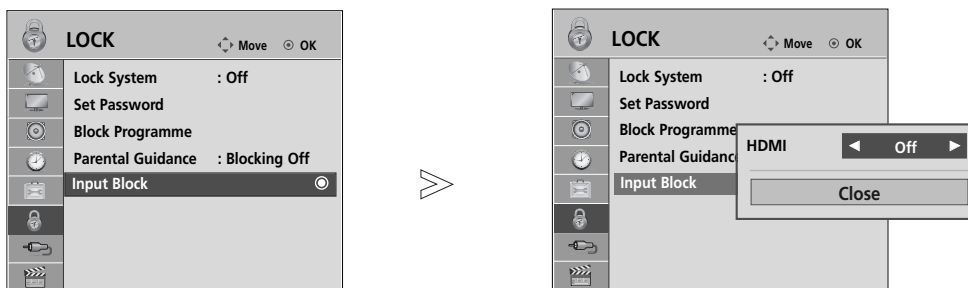 LOCK
Move OK
Lock System : Off
Set Password
Block Programme
Parental Guidance : Blocking Off
Input Block
LOCK
Move OK
Lock System : Off
Set Password
Block Programme
Parental Guidanc
Input Block
HDMI ◄ Off ►
Close